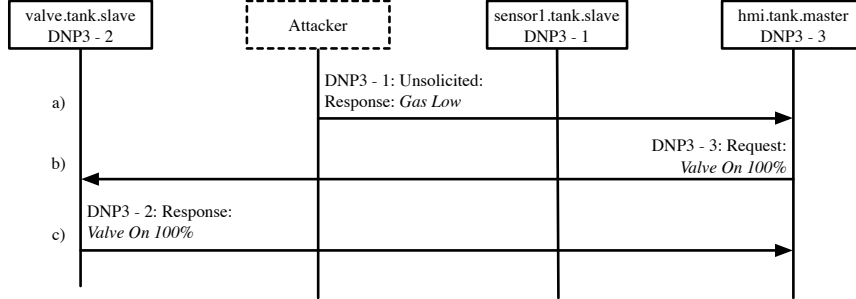 valve.tank.slave
DNP3 - 2
Attacker
sensor1.tank.slave
DNP3 - 1
hmi.tank.master
DNP3 - 3
a)
DNP3 - 1: Unsolicited:
Response: Gas Low
b)
DNP3 - 3: Request:
Valve On 100%
c)
DNP3 - 2: Response:
Valve On 100%